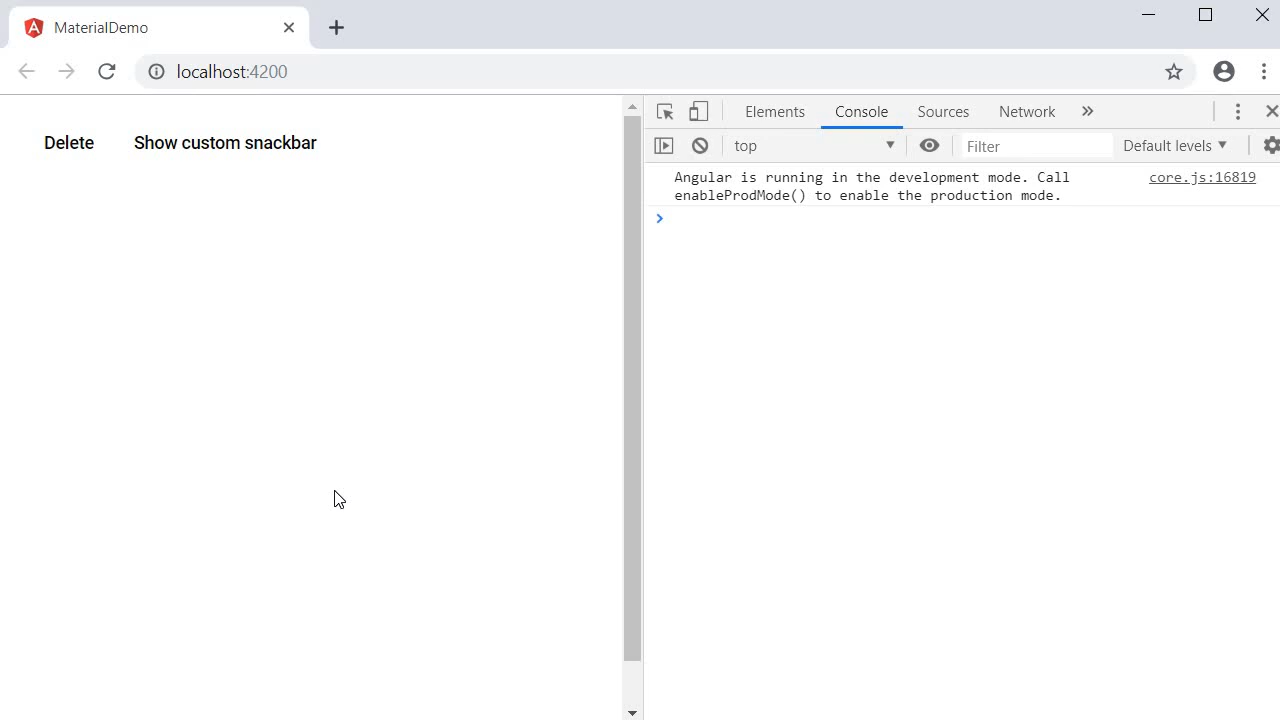 MaterialDemo
localhost:4200
Delete Show custom snackbar
Elements Console Sources Network
top Filter Default levels
Angular is running in the development mode. Call core.js:16819
enableProdMode() to enable the production mode.